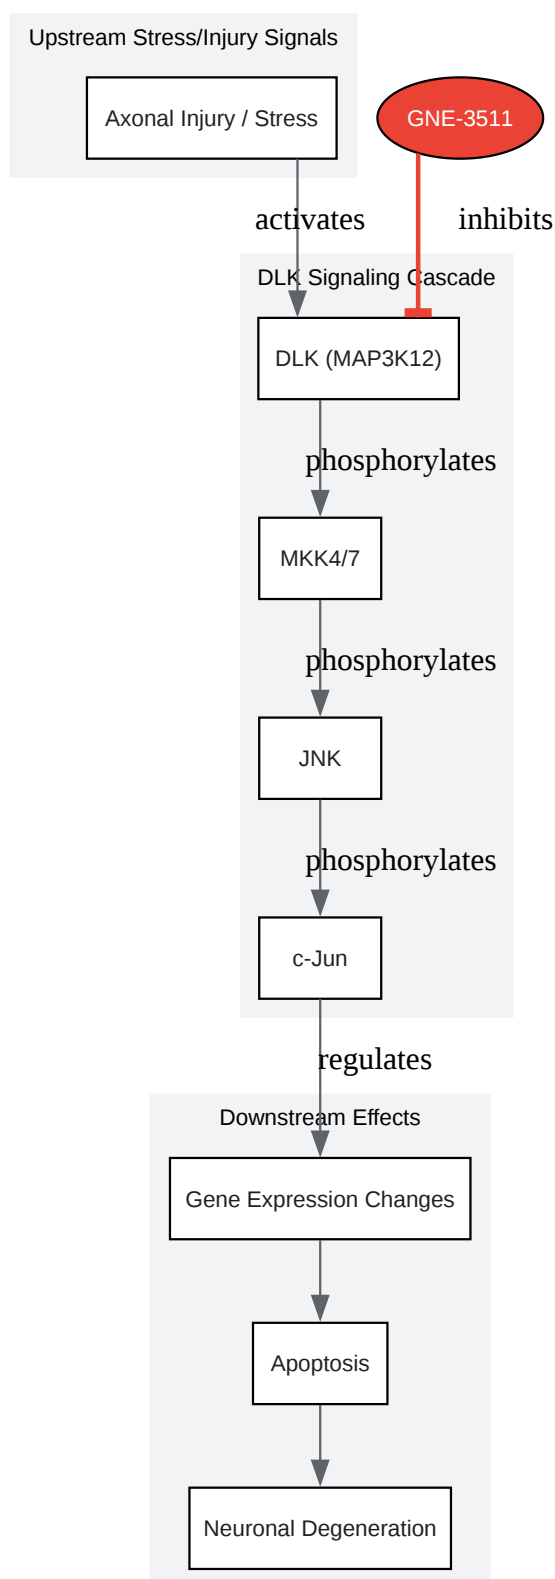 Upstream Stress/Injury Signals
Axonal Injury / Stress
GNE-3511
activates
inhibits
DLK Signaling Cascade
DLK (MAP3K12)
phosphorylates
MKK4/7
phosphorylates
JNK
phosphorylates
c-Jun
regulates
Downstream Effects
Gene Expression Changes
Apoptosis
Neuronal Degeneration